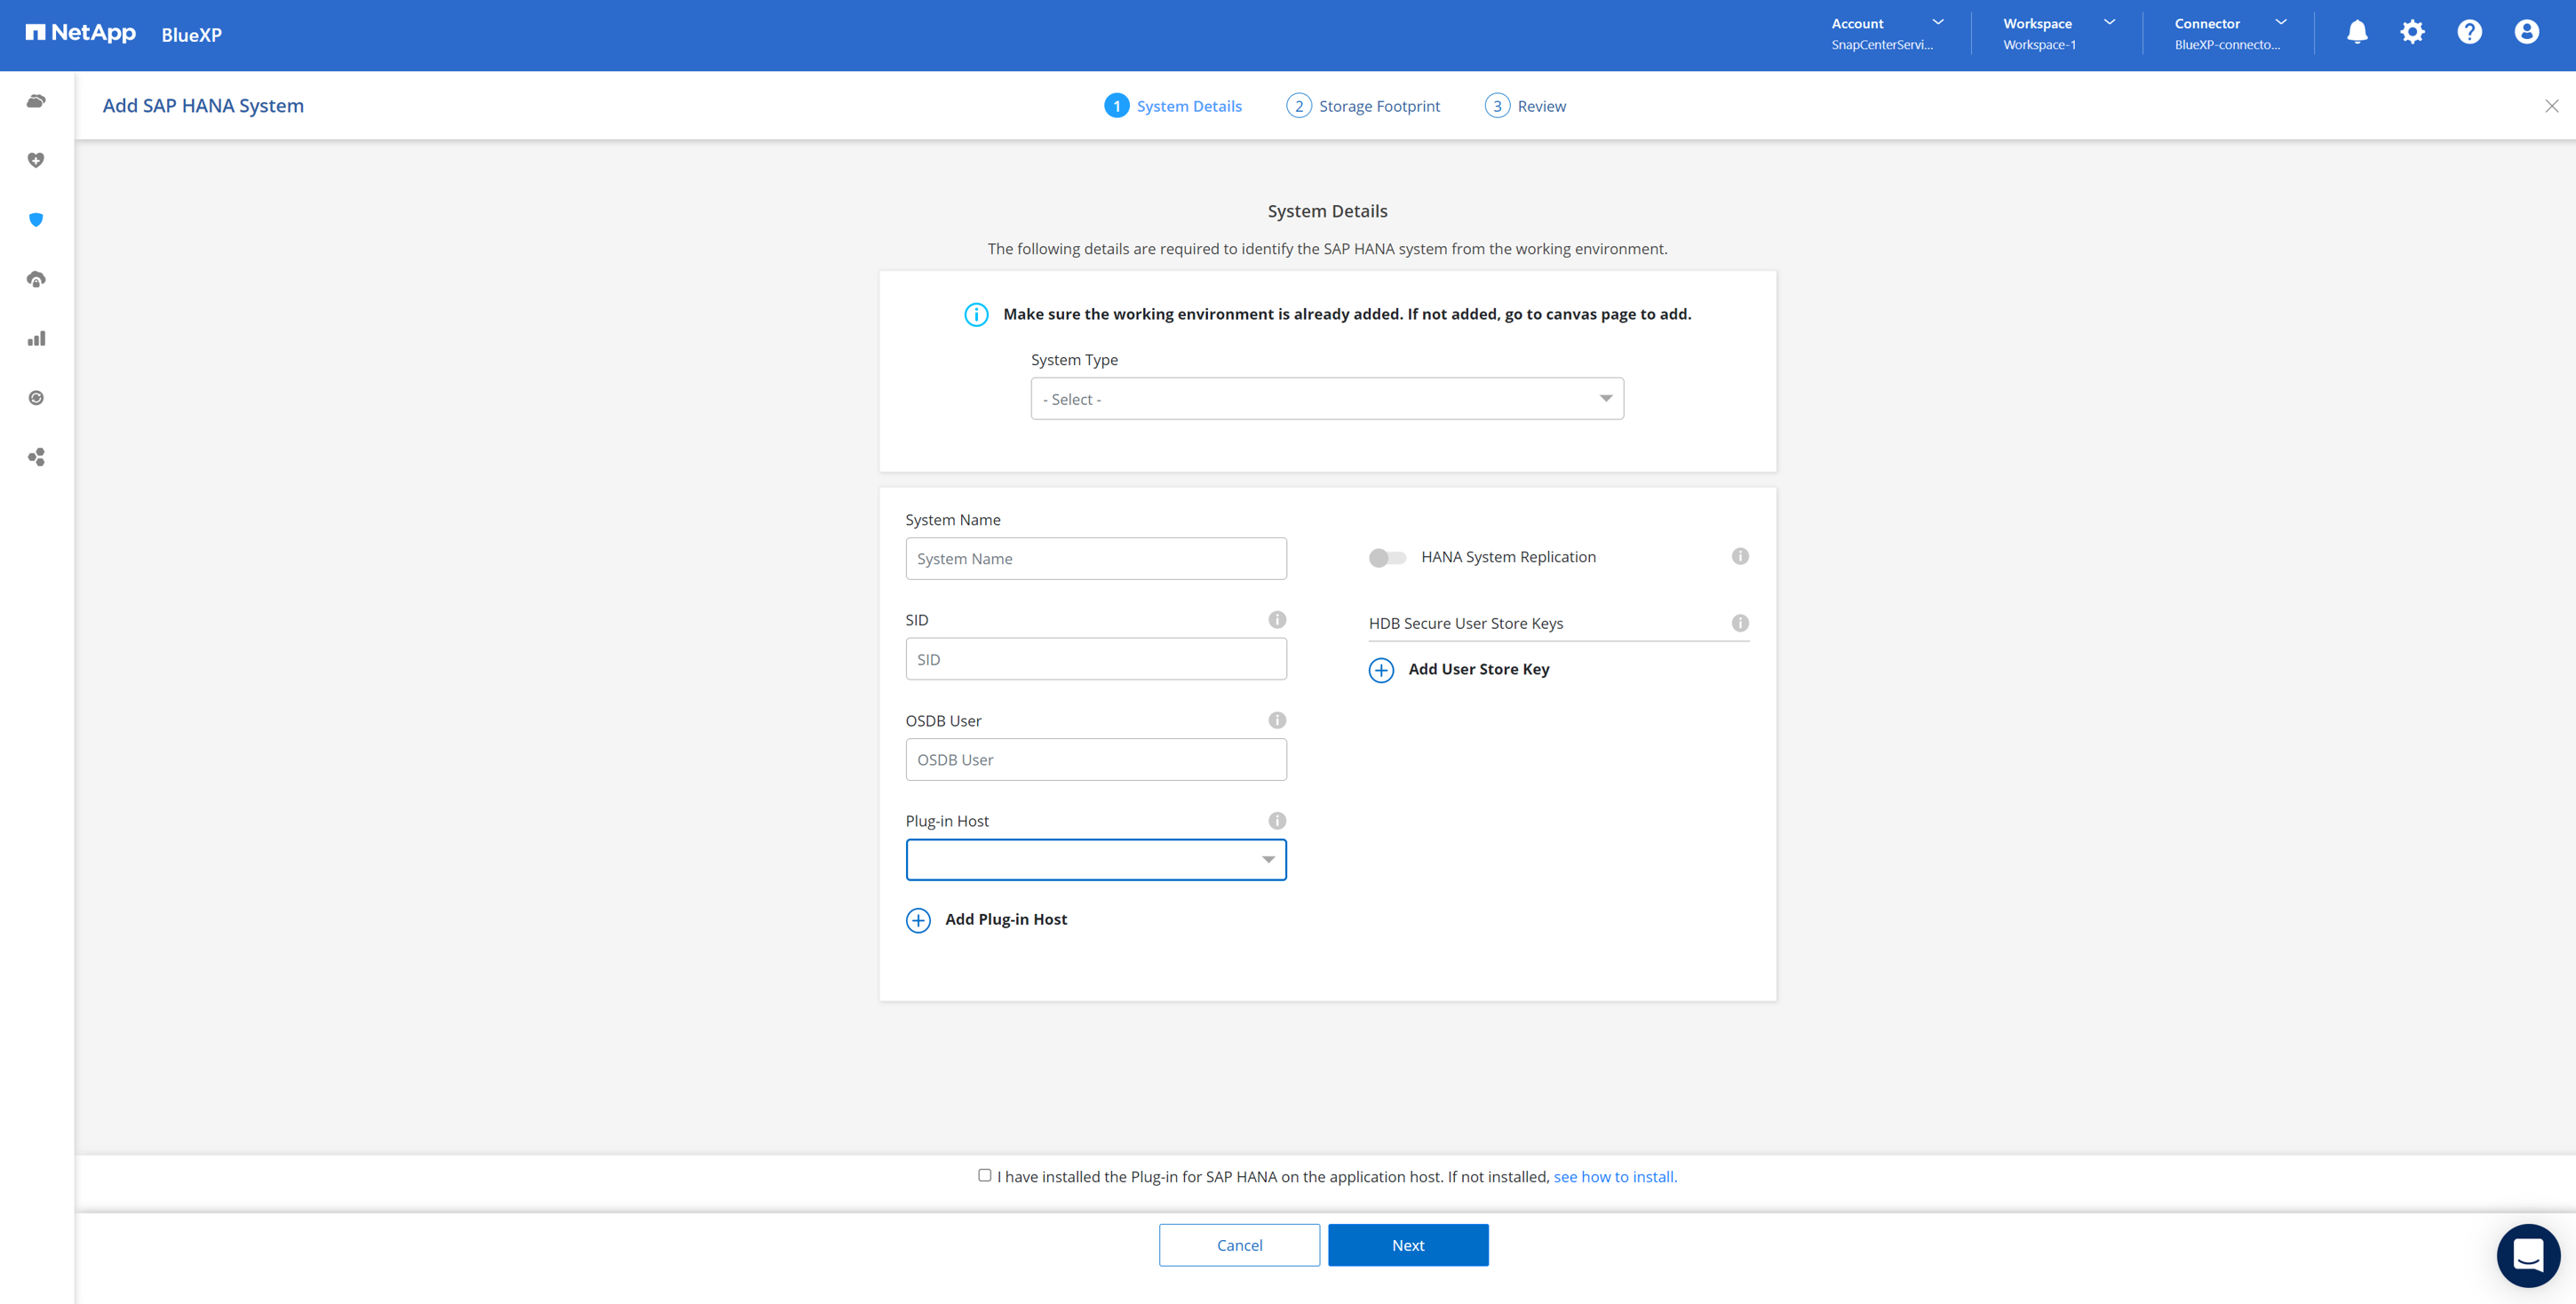 NetApp BlueXP
Account
SnapCenterServi...
Workspace
Workspace-1
Connector
BlueXP-connecto...
Add SAP HANA System
1 System Details
2 Storage Footprint
3 Review
System Details
The following details are required to identify the SAP HANA system from the working environment.
Make sure the working environment is already added. If not added, go to canvas page to add.
System Type
- Select -
System Name
System Name
SID
SID
OSDB User
OSDB User
Plug-in Host
Add Plug-in Host
HANA System Replication
HDB Secure User Store Keys
Add User Store Key
I have installed the Plug-in for SAP HANA on the application host. If not installed, see how to install.
Cancel
Next